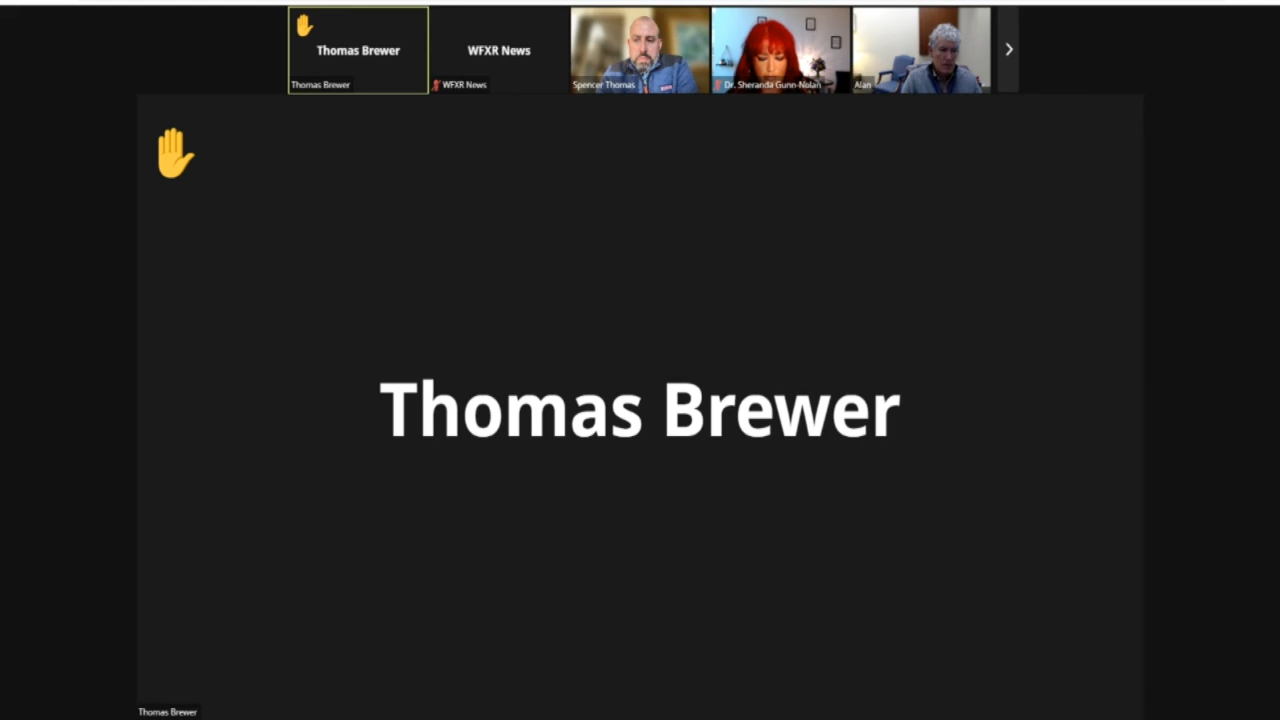 Thomas Brewer
Thomas Brewer
WFXR News
WFXR News
Spencer Thomas
Dr. Sheranda Gunn-Nolan
Alan
Thomas Brewer
Thomas Brewer